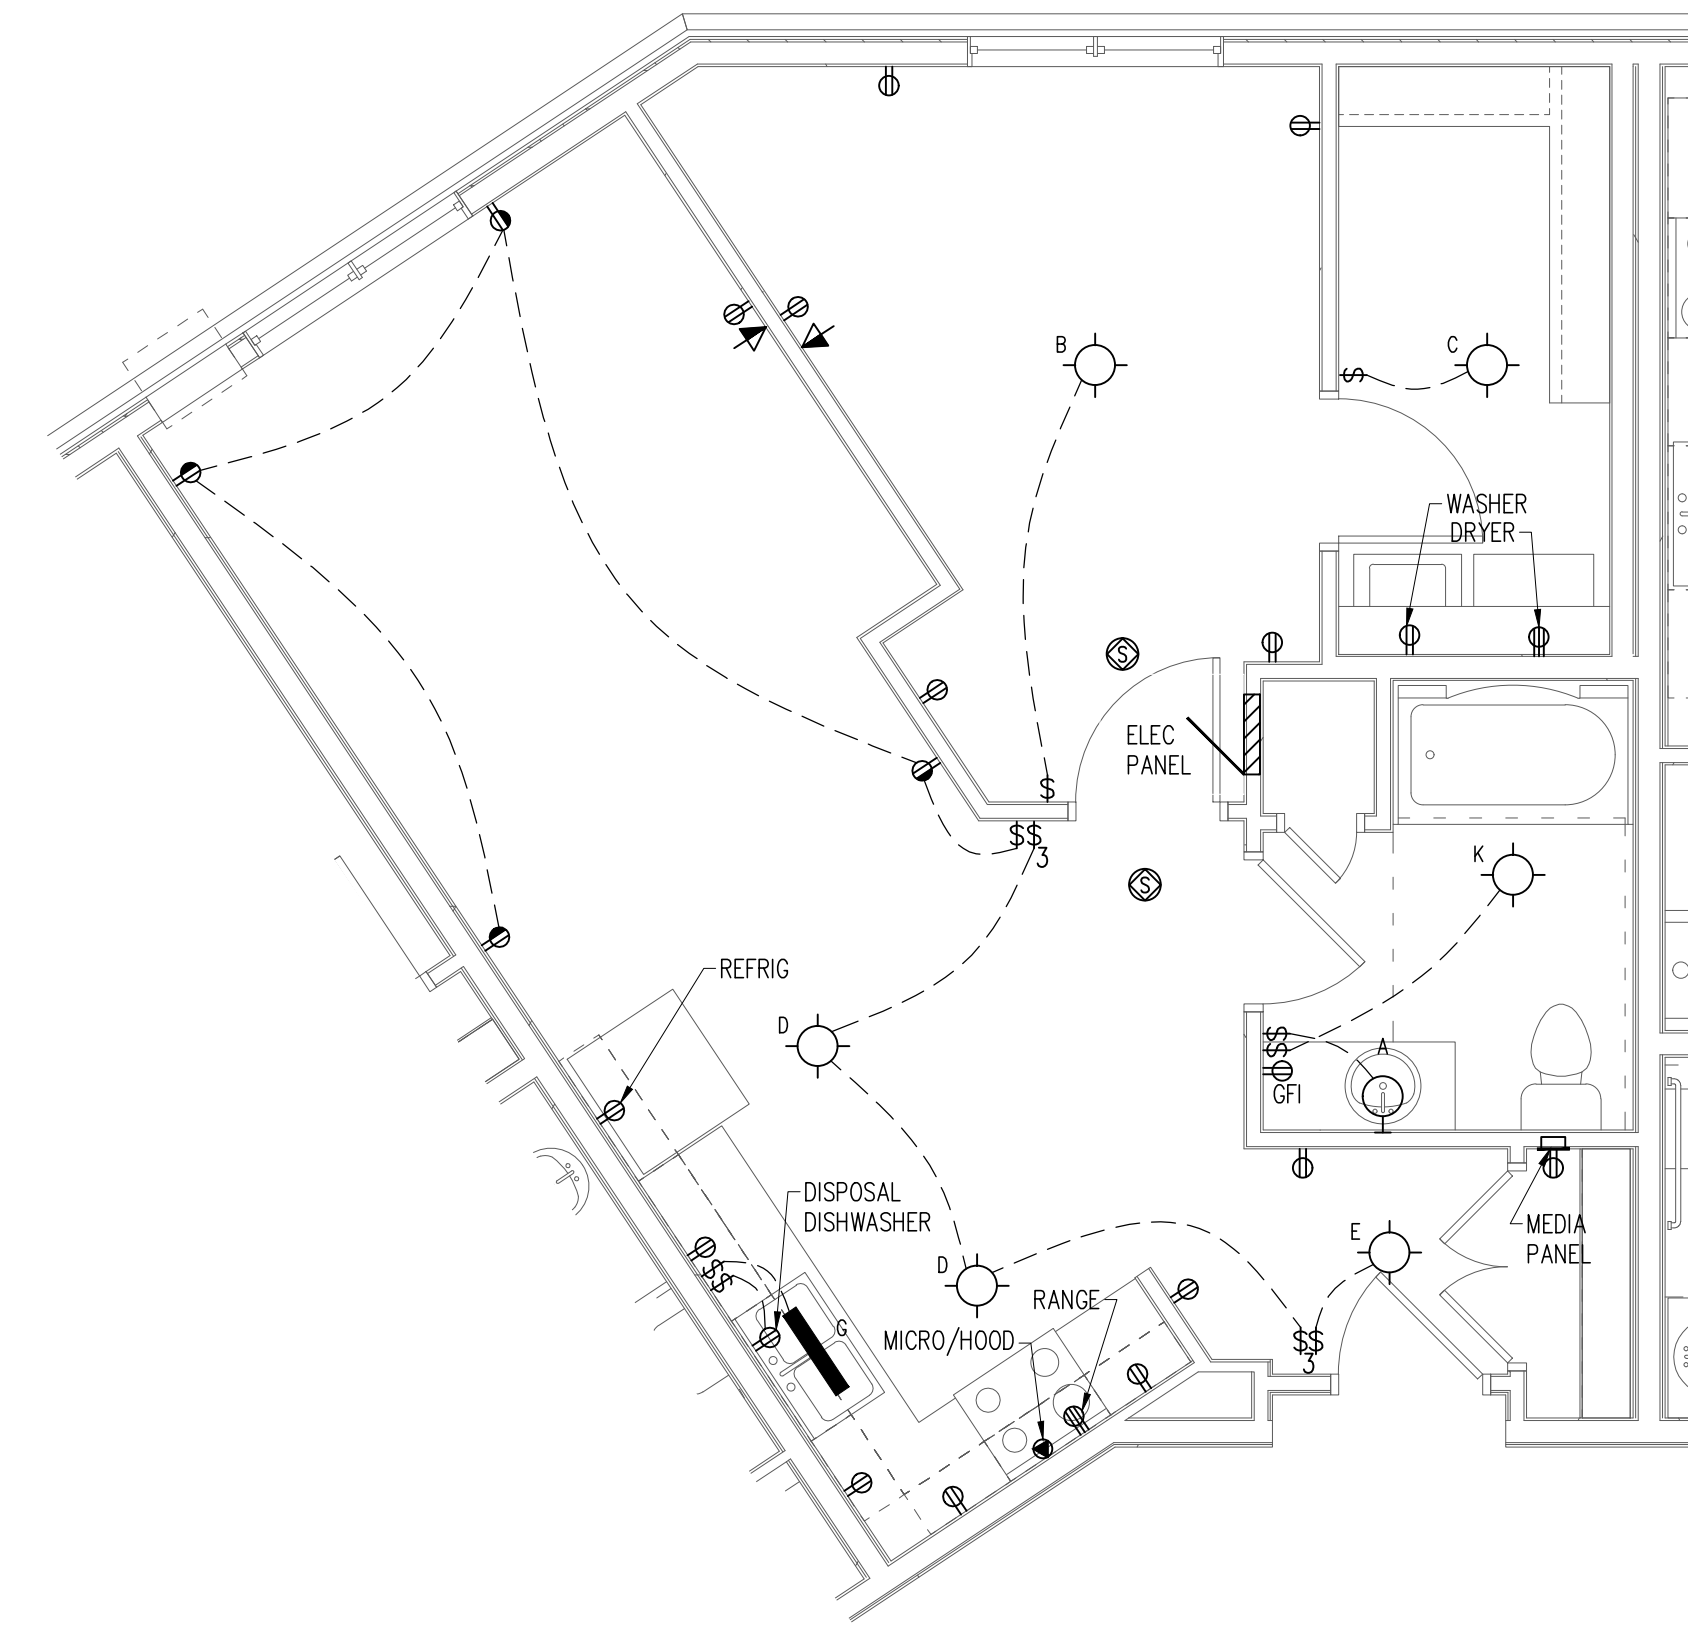 B
C
$
WASHER
DRYER
S
ELEC
PANEL
$
$$
3
S
K
REFRIG
D
$$
A
GFI
DISPOSAL
DISHWASHER
$$
G
D
E
MEDIA
PANEL
RANGE
MICRO/HOOD
$$
3